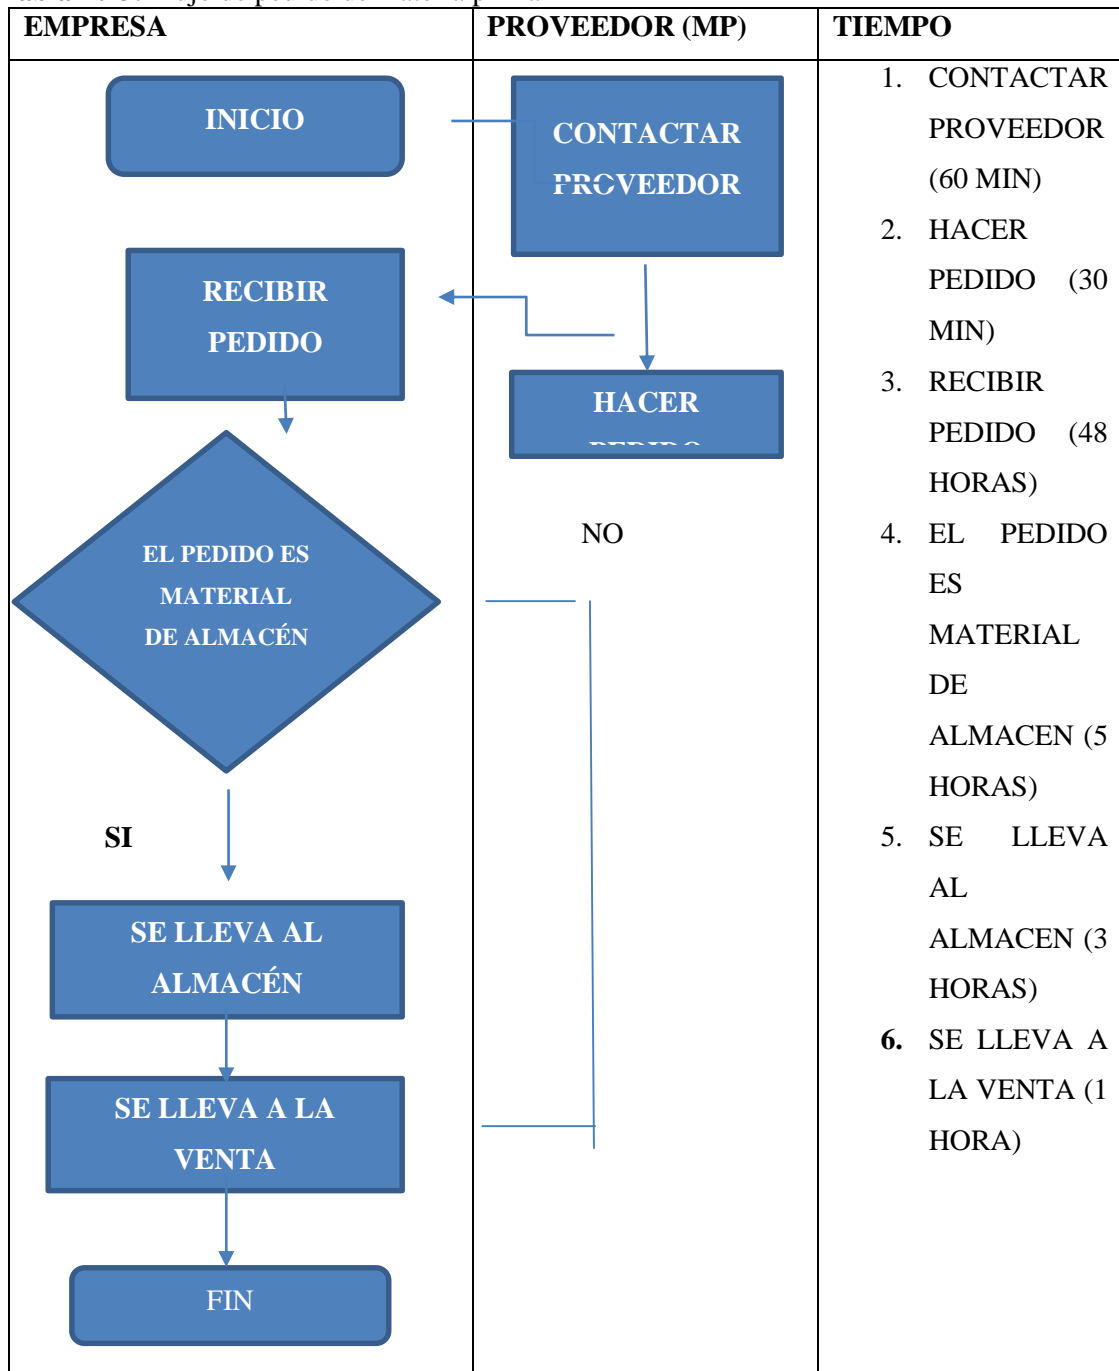 EMPRESA
PROVEEDOR (MP)
TIEMPO
INICIO
CONTACTAR
PROVEEDOR
RECIBIR
PEDIDO
HACER
PEDIDO
EL PEDIDO ES
MATERIAL
DE ALMACÉN
NO
SI
SE LLEVA AL
ALMACÉN
SE LLEVA A LA
VENTA
FIN
1. CONTACTAR
PROVEEDOR
(60 MIN)
2. HACER
PEDIDO (30
MIN)
3. RECIBIR
PEDIDO (48
HORAS)
4. EL PEDIDO
ES
MATERIAL
DE
ALMACEN (5
HORAS)
5. SE LLEVA
AL
ALMACEN (3
HORAS)
6. SE LLEVA A
LA VENTA (1
HORA)